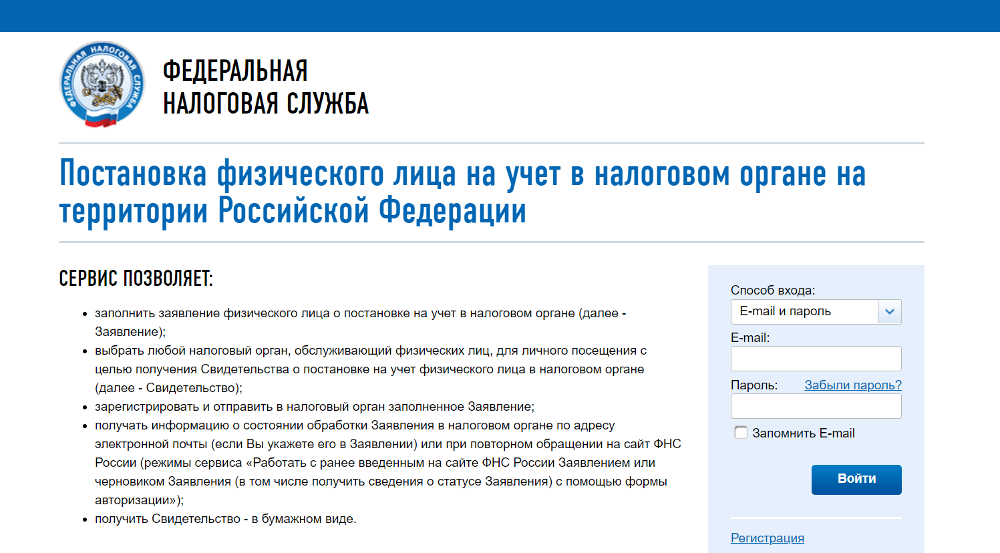 ФЕДЕРАЛЬНАЯ НАЛОГОВАЯ СЛУЖБА
ФЕДЕРАЛЬНАЯ
НАЛОГОВАЯ СЛУЖБА
Постановка физического лица на учет в налоговом органе на
территории Российской Федерации
СЕРВИС ПОЗВОЛЯЕТ:
заполнить заявление физического лица о постановке на учет в налоговом органе (далее -
Заявление);
выбрать любой налоговый орган, обслуживающий физических лиц, для личного посещения с
целью получения Свидетельства о постановке на учет физического лица в налоговом органе
(далее - Свидетельство);
зарегистрировать и отправить в налоговый орган заполненное Заявление;
получать информацию о состоянии обработки Заявления в налоговом органе по адресу
электронной почты (если Вы укажете его в Заявлении) или при повторном обращении на сайт ФНС
России (режимы сервиса «Работать с ранее введенным на сайте ФНС России Заявлением или
черновиком Заявления (в том числе получить сведения о статусе Заявления) с помощью формы
авторизации»);
получить Свидетельство - в бумажном виде.
Способ входа:
E-mail и пароль
E-mail:
Пароль: Забыли пароль?
Запомнить E-mail
Войти
Регистрация